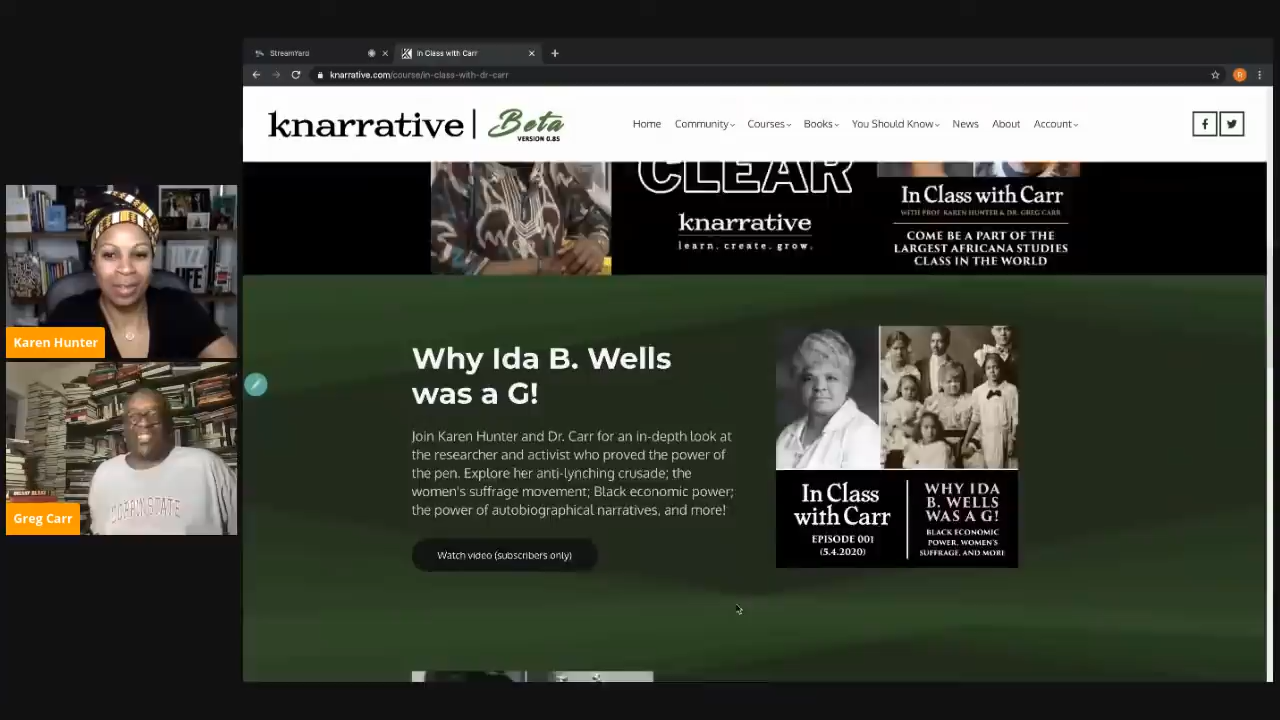 StreamYard
In Class with Carr
knarrative.com/course/in-class-with-dr-carr
knarrative
Beta
VERSION 0.85
Home
Community
Courses
Books
You Should Know
News
About
Account
CLEAR
knarrative
learn. create. grow.
In Class with Carr
WITH PROF. KAREN HUNTER & DR. GREG CARR
COME BE A PART OF THE
LARGEST AFRICANA STUDIES
CLASS IN THE WORLD
Karen Hunter
Greg Carr
Why Ida B. Wells
was a G!
Join Karen Hunter and Dr. Carr for an in-depth look at
the researcher and activist who proved the power of
the pen. Explore her anti-lynching crusade; the
women's suffrage movement; Black economic power;
the power of autobiographical narratives, and more!
Watch video (subscribers only)
In Class
with Carr
EPISODE 001
(5.4.2020)
WHY IDA
B. WELLS
WAS A G!
BLACK ECONOMIC
POWER, WOMEN'S
SUFFRAGE, AND MORE
LIFE